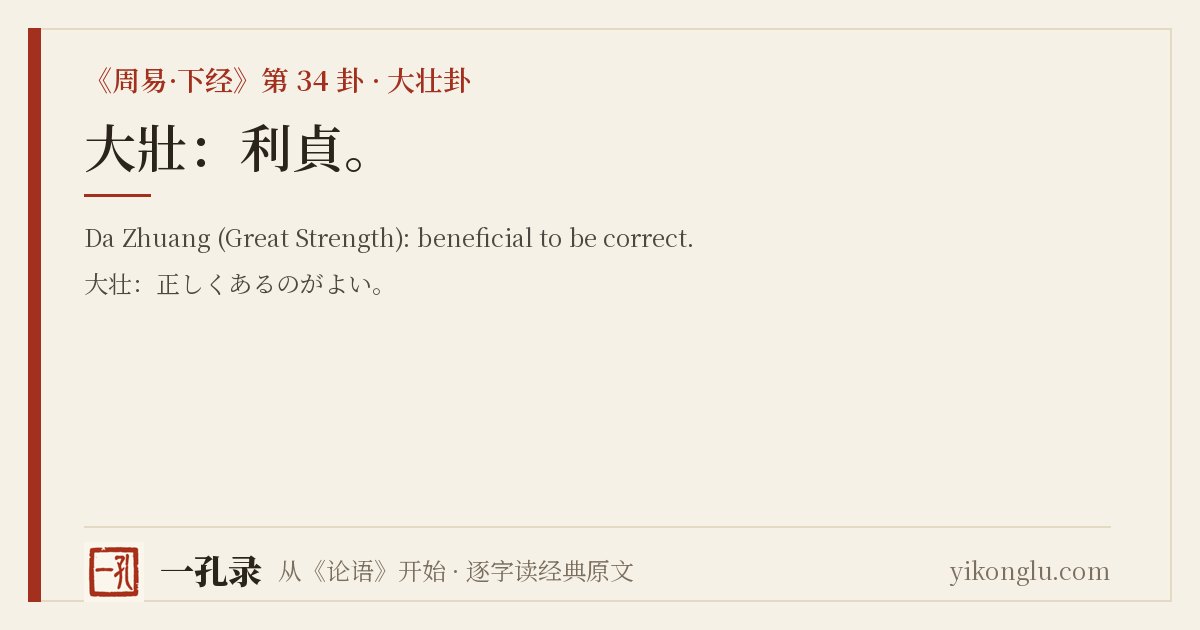 《周易·下经》第 34 卦 · 大壮卦
大壯：利貞。
Da Zhuang (Great Strength): beneficial to be correct.
大壮：正しくあるのがよい。
一孔
一孔录 从《论语》开始 · 逐字读经典原文 yikonglu.com